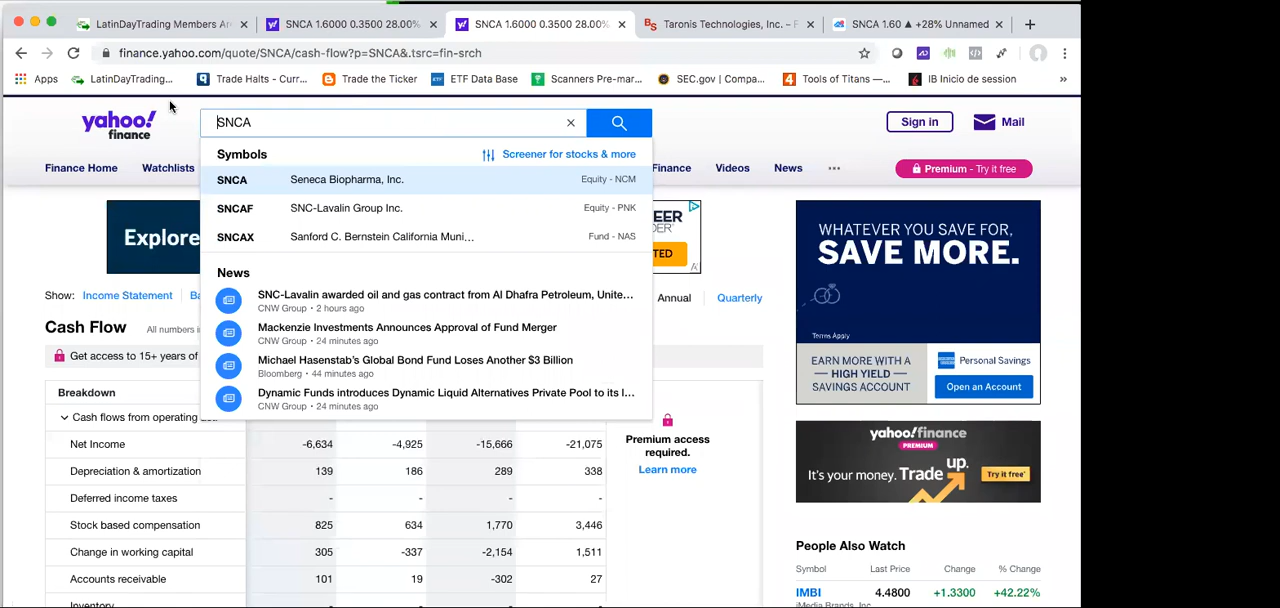 LatinDayTrading Members Are
SNCA 1.6000 0.3500 28.00%
SNCA 1.6000 0.3500 28.00%
Taronis Technologies, Inc. – F
SNCA 1.60 ▲ +28% Unnamed
finance.yahoo.com/quote/SNCA/cash-flow?p=SNCA&.tsrc=fin-srch
Apps
LatinDayTrading...
Trade Halts - Curr...
Trade the Ticker
ETF Data Base
Scanners Pre-mar...
SEC.gov | Compa...
Tools of Titans —...
IB Inicio de session
»
yahoo!
finance
SNCA
Sign in
Mail
Finance Home
Watchlists
Finance
Videos
News
Premium - Try it free
Symbols
Screener for stocks & more
SNCA Seneca Biopharma, Inc. Equity - NCM
SNCAF SNC-Lavalin Group Inc. Equity - PNK
SNCAX Sanford C. Bernstein California Muni... Fund - NAS
News
SNC-Lavalin awarded oil and gas contract from Al Dhafra Petroleum, Unite...
CNW Group • 2 hours ago
Mackenzie Investments Announces Approval of Fund Merger
CNW Group • 24 minutes ago
Michael Hasenstab's Global Bond Fund Loses Another $3 Billion
Bloomberg • 44 minutes ago
Dynamic Funds introduces Dynamic Liquid Alternatives Private Pool to its l...
CNW Group • 24 minutes ago
Explore
EER
TED
Show: Income Statement Ba
Annual Quarterly
Cash Flow All numbers in
Get access to 15+ years of
Breakdown
Cash flows from operating
Net Income -6,634 -4,925 -15,666 -21,075
Depreciation & amortization 139 186 289 338
Deferred income taxes - - - -
Stock based compensation 825 634 1,770 3,446
Change in working capital 305 -337 -2,154 1,511
Accounts receivable 101 19 -302 27
Inventory
Premium access
required.
Learn more
WHATEVER YOU SAVE FOR,
SAVE MORE.
Terms Apply
EARN MORE WITH A
— HIGH YIELD —
SAVINGS ACCOUNT
Personal Savings
Open an Account
yahoo!finance
PREMIUM
It's your money. Trade up.
Try it free*
People Also Watch
Symbol Last Price Change % Change
IMBI 4.4800 +1.3300 +42.22%
iMedia Brands, Inc.